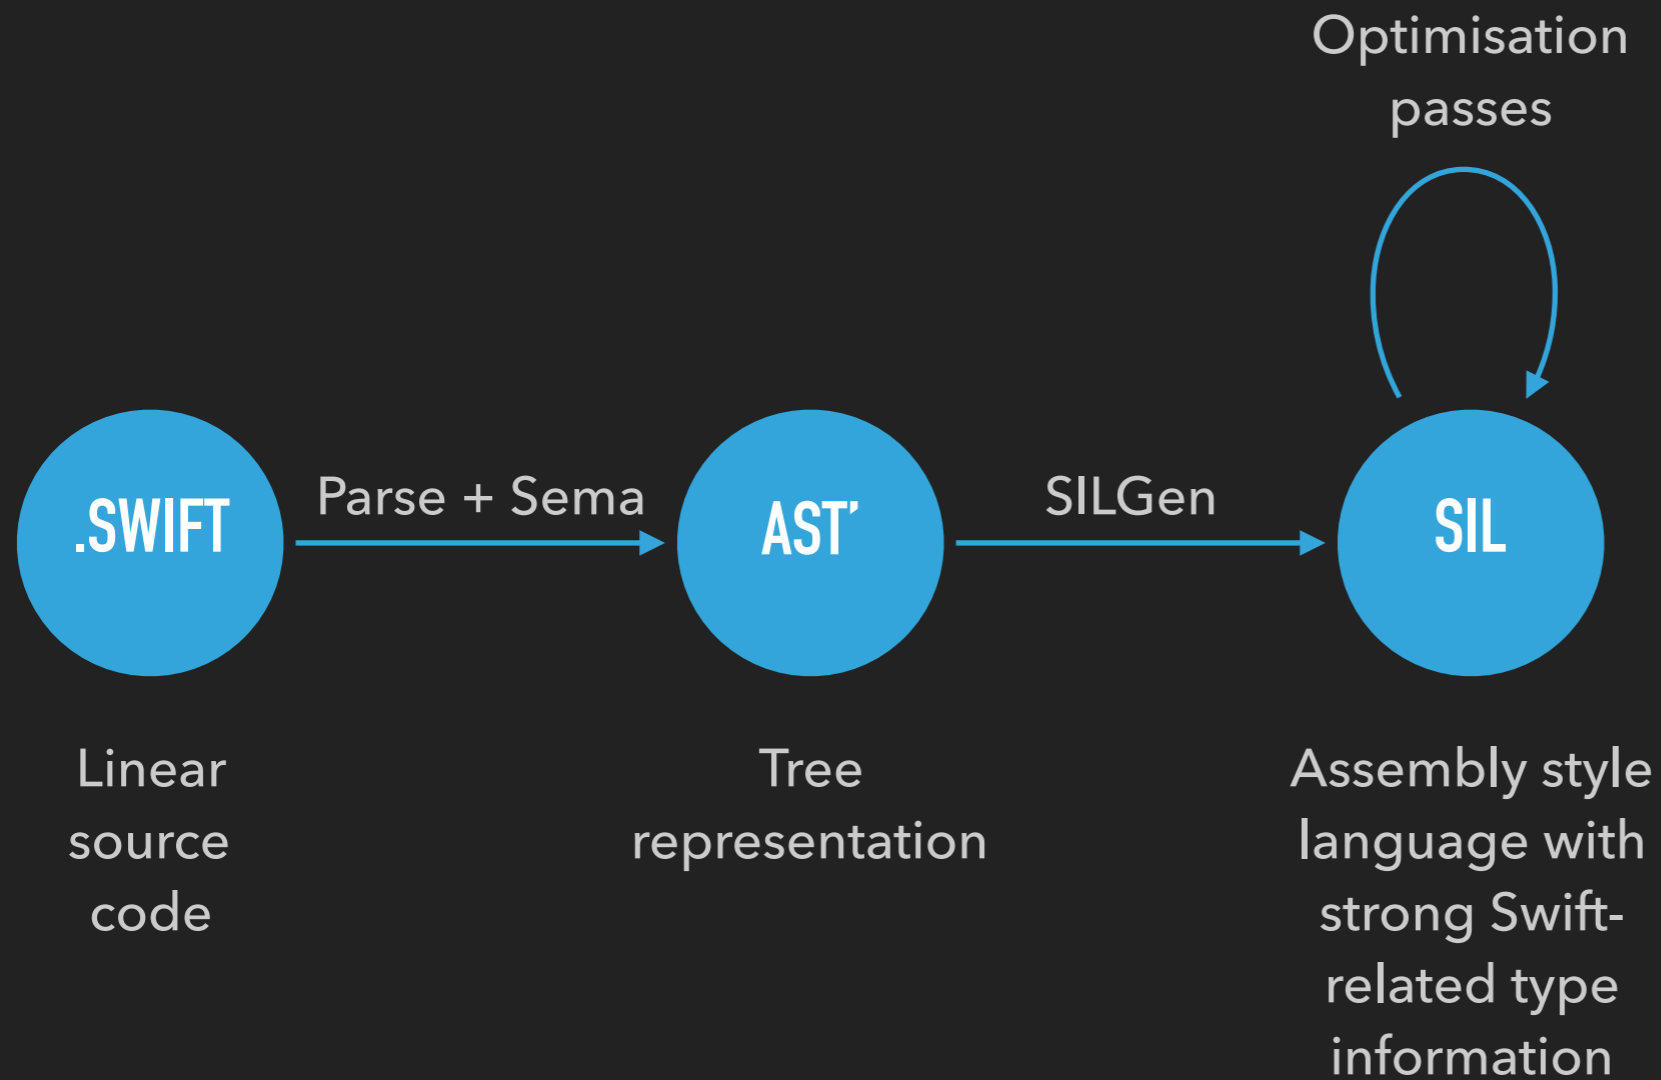 Optimisation
passes
.SWIFT
Parse + Sema
AST’
SILGen
SIL
Linear
source
code
Tree
representation
Assembly style
language with
strong Swift-
related type
information